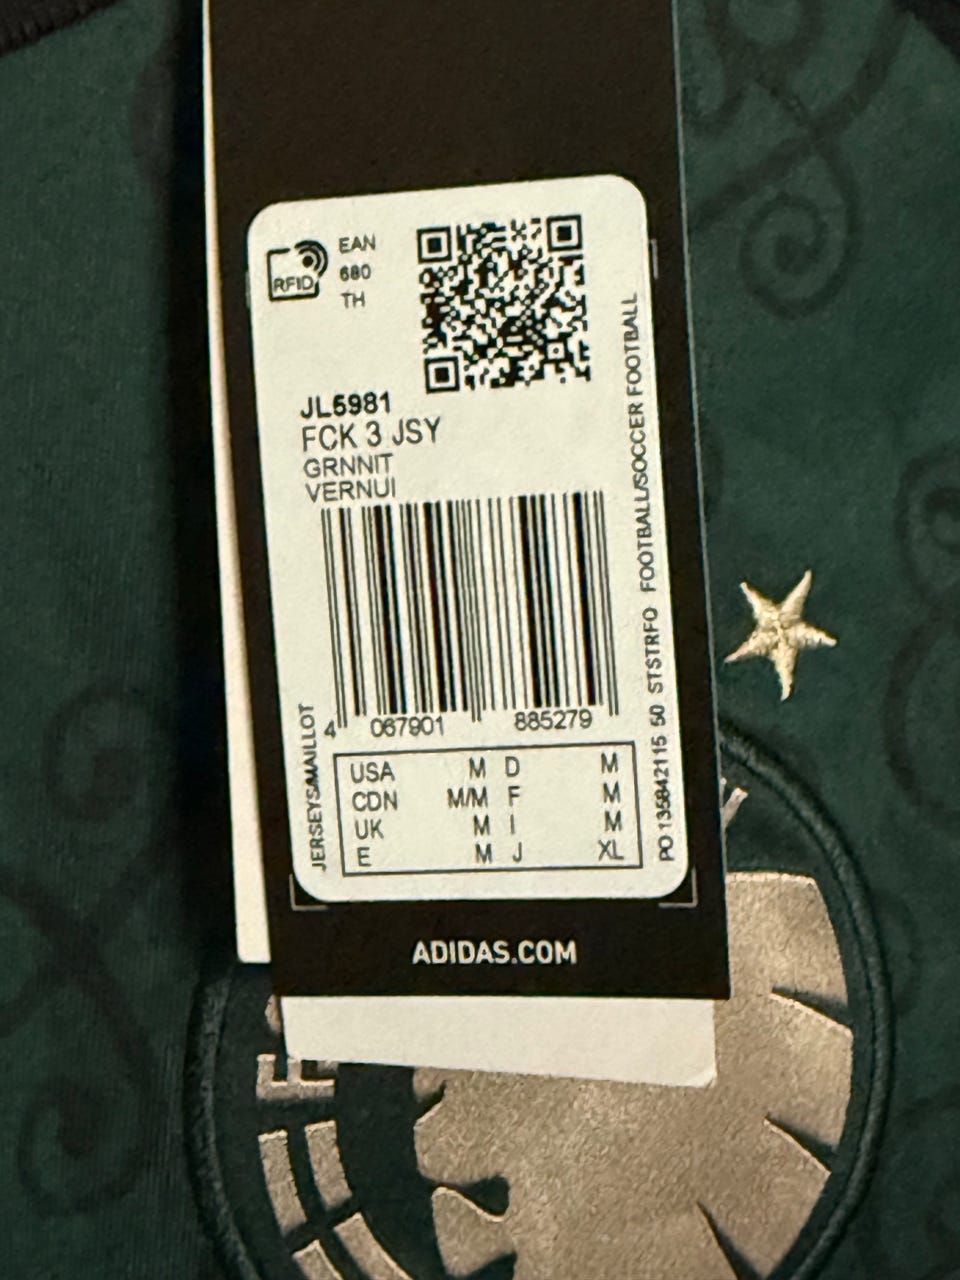 RFID
EAN
680
TH
JL5981
FCK 3 JSY
GRNNIT
VERNUI
4 067901 885279
JERSEYS/MAILLOT
PO 135842115 50 STSTRFO FOOTBALL/SOCCER FOOTBALL
USA M D M
CDN M/M F M
UK M I M
E M J XL
ADIDAS.COM